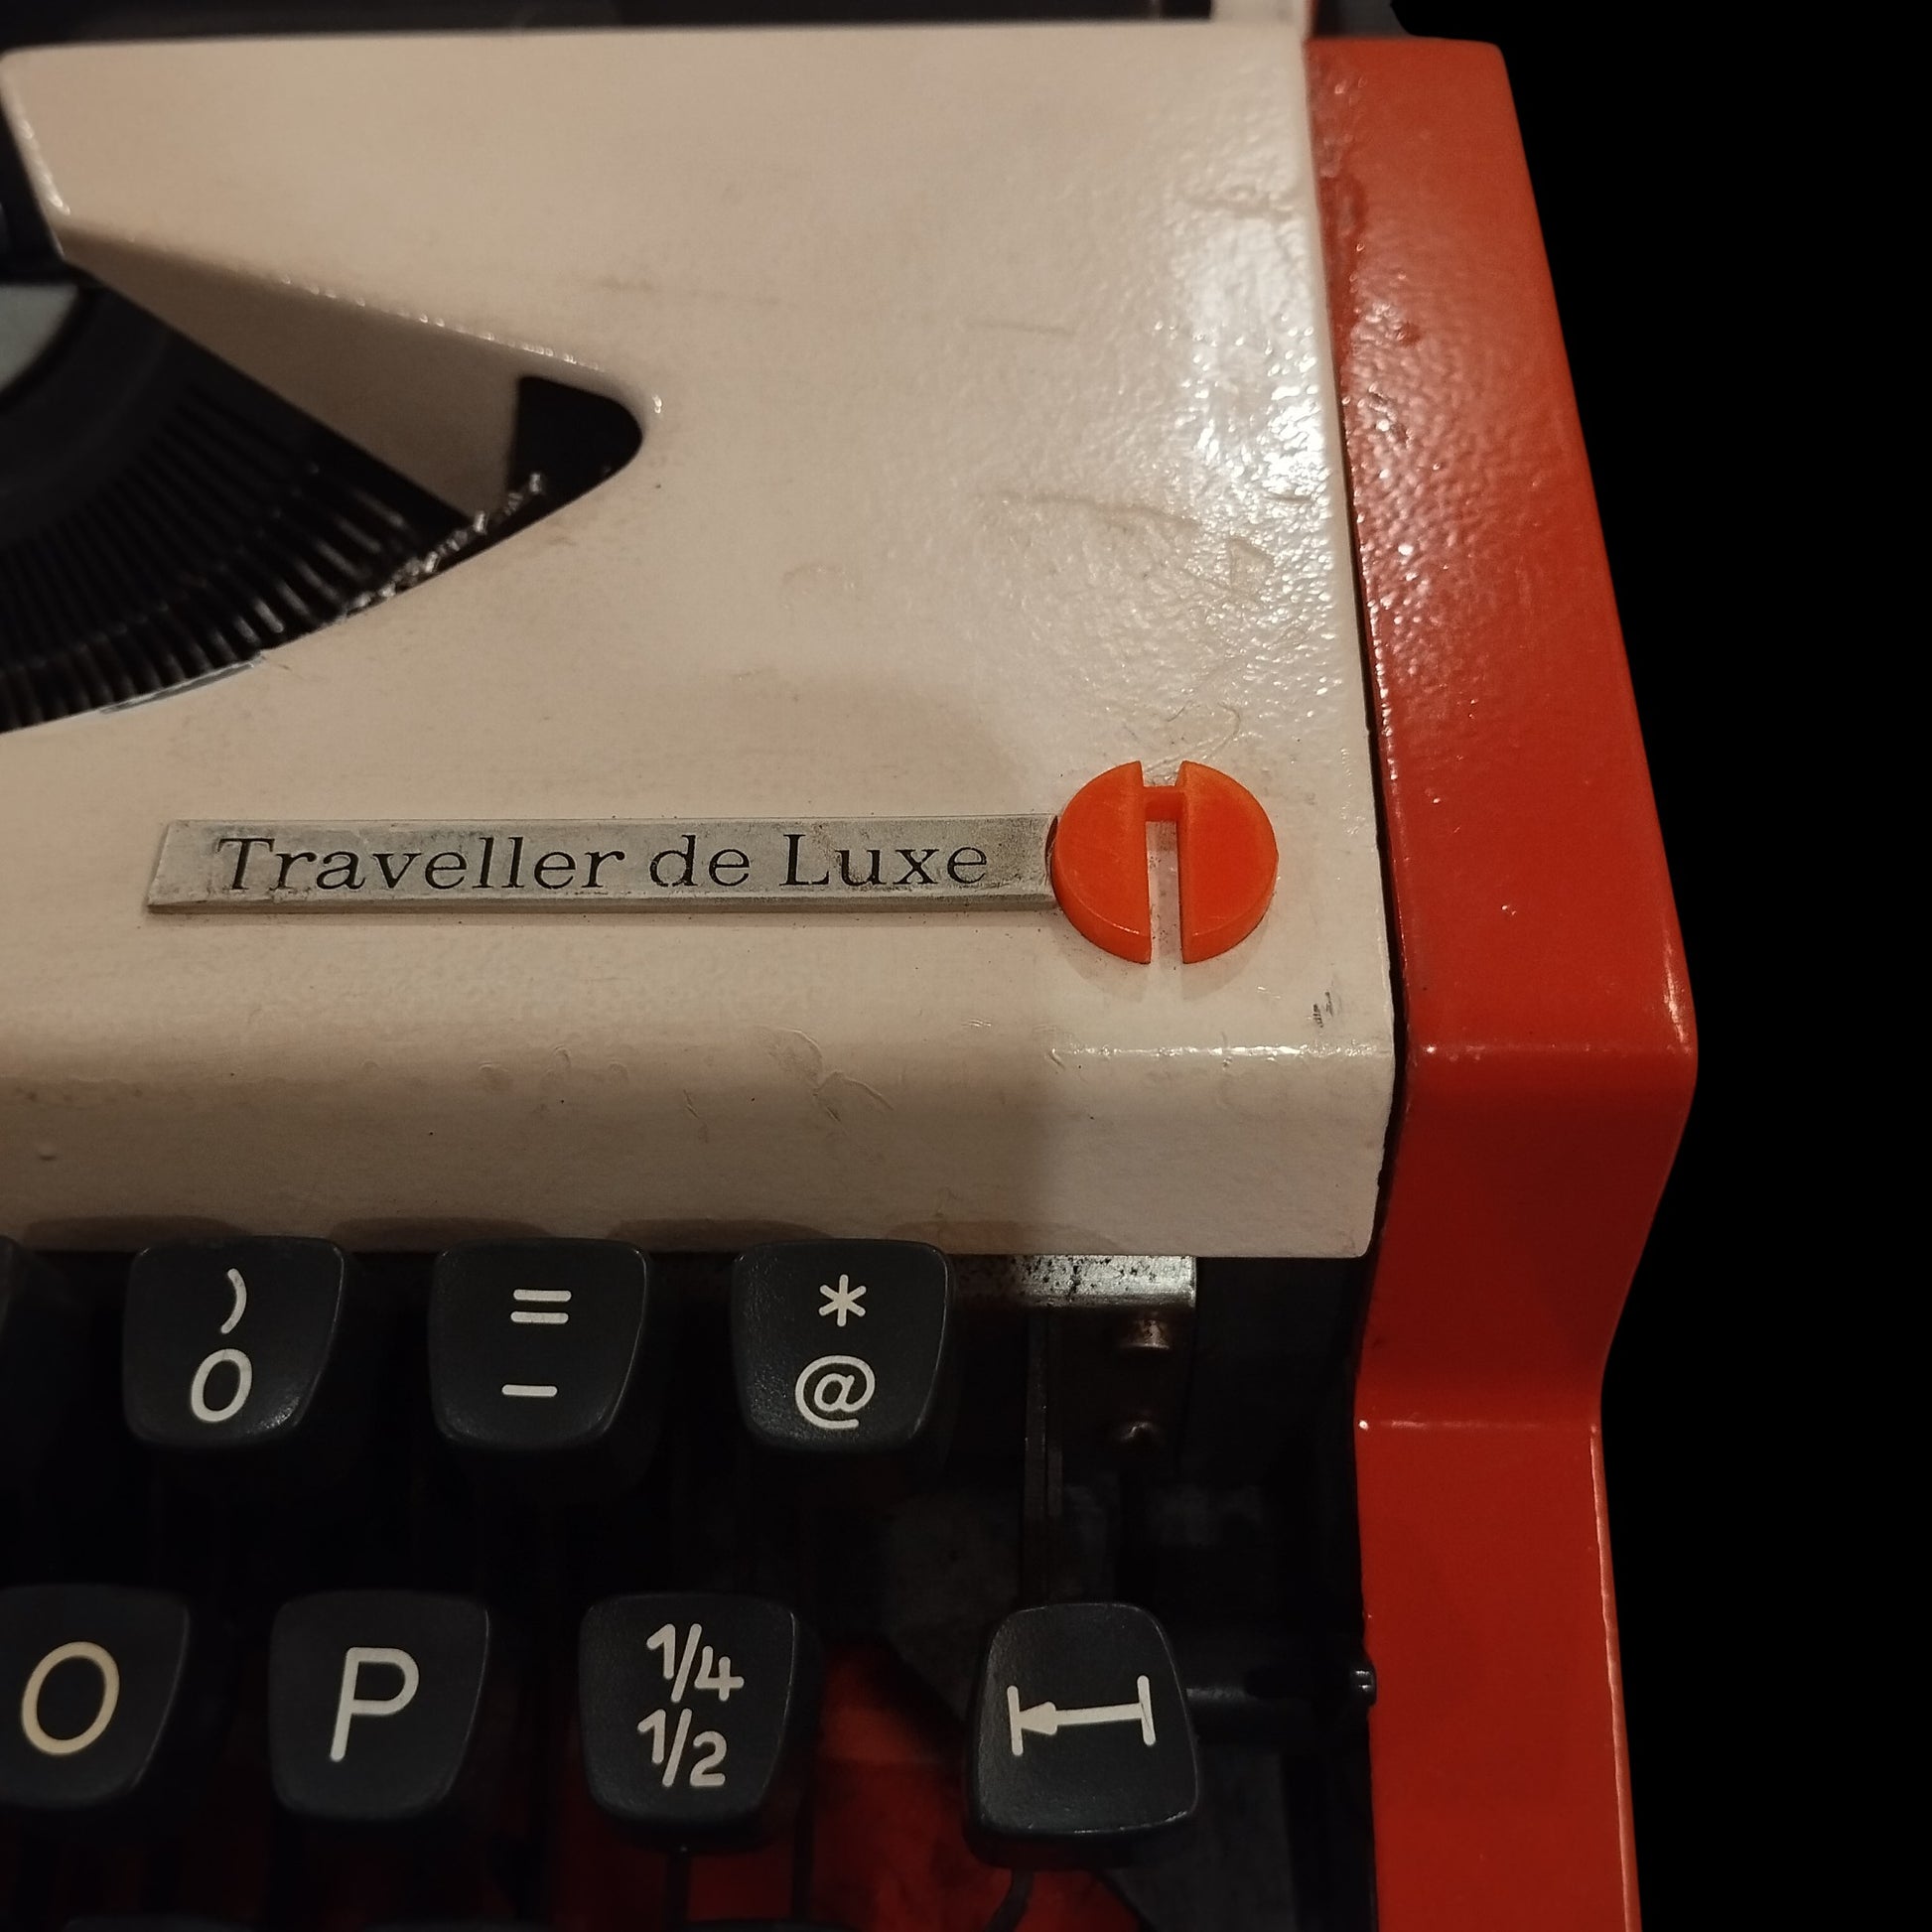 Traveller de Luxe
) = *
0 - @
O P 1/4
1/2